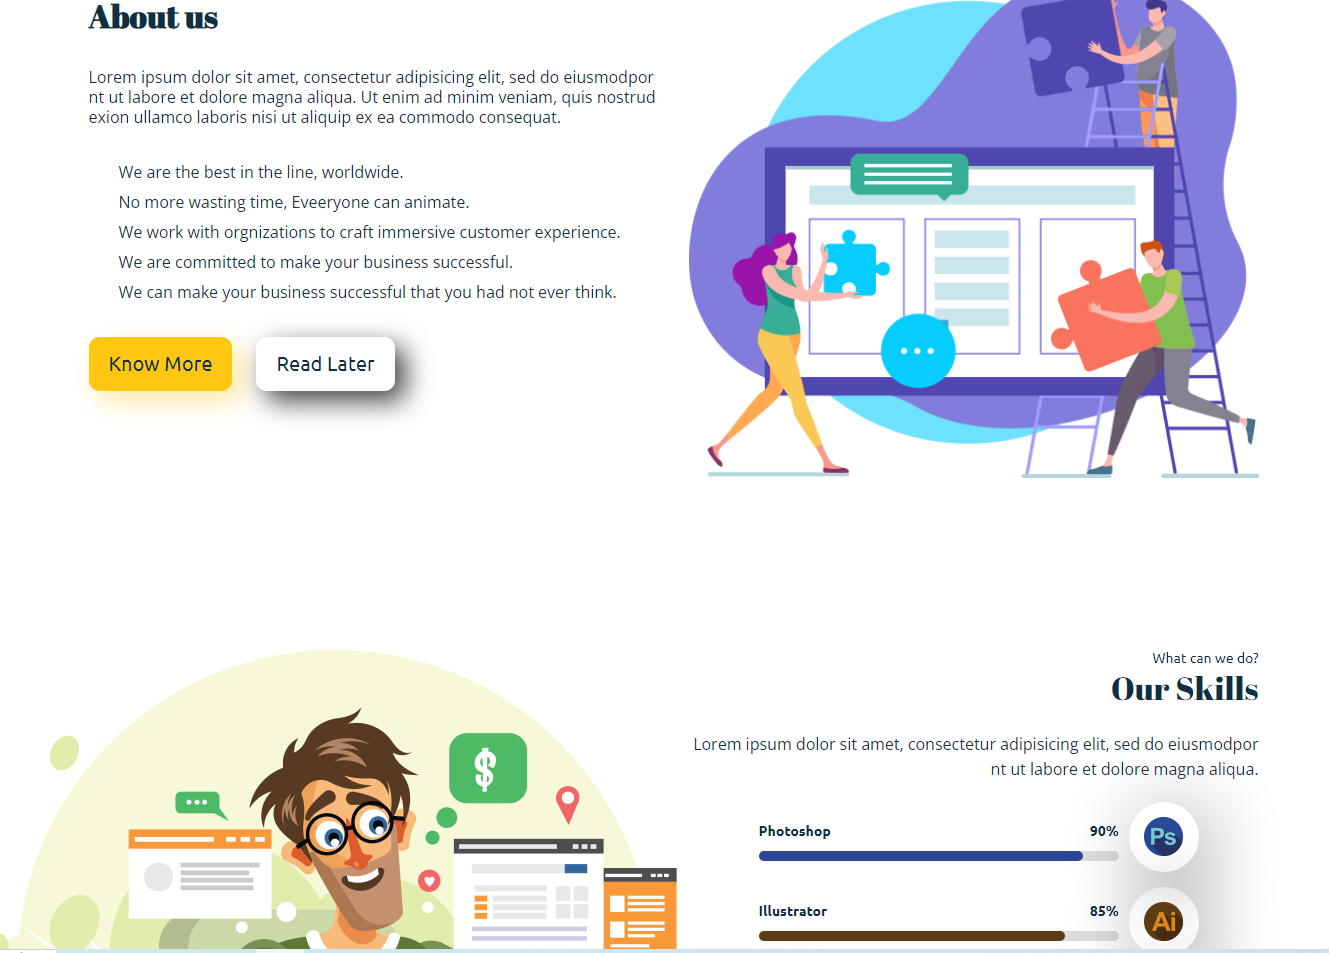 About us
Lorem ipsum dolor sit amet, consectetur adipisicing elit, sed do eiusmodpor
nt ut labore et dolore magna aliqua. Ut enim ad minim veniam, quis nostrud
exion ullamco laboris nisi ut aliquip ex ea commodo consequat.
We are the best in the line, worldwide.
No more wasting time, Eveeryone can animate.
We work with orgnizations to craft immersive customer experience.
We are committed to make your business successful.
We can make your business successful that you had not ever think.
Know More
Read Later
What can we do?
Our Skills
Lorem ipsum dolor sit amet, consectetur adipisicing elit, sed do eiusmodpor
nt ut labore et dolore magna aliqua.
$
Photoshop 90%
Ps
Illustrator 85%
Ai